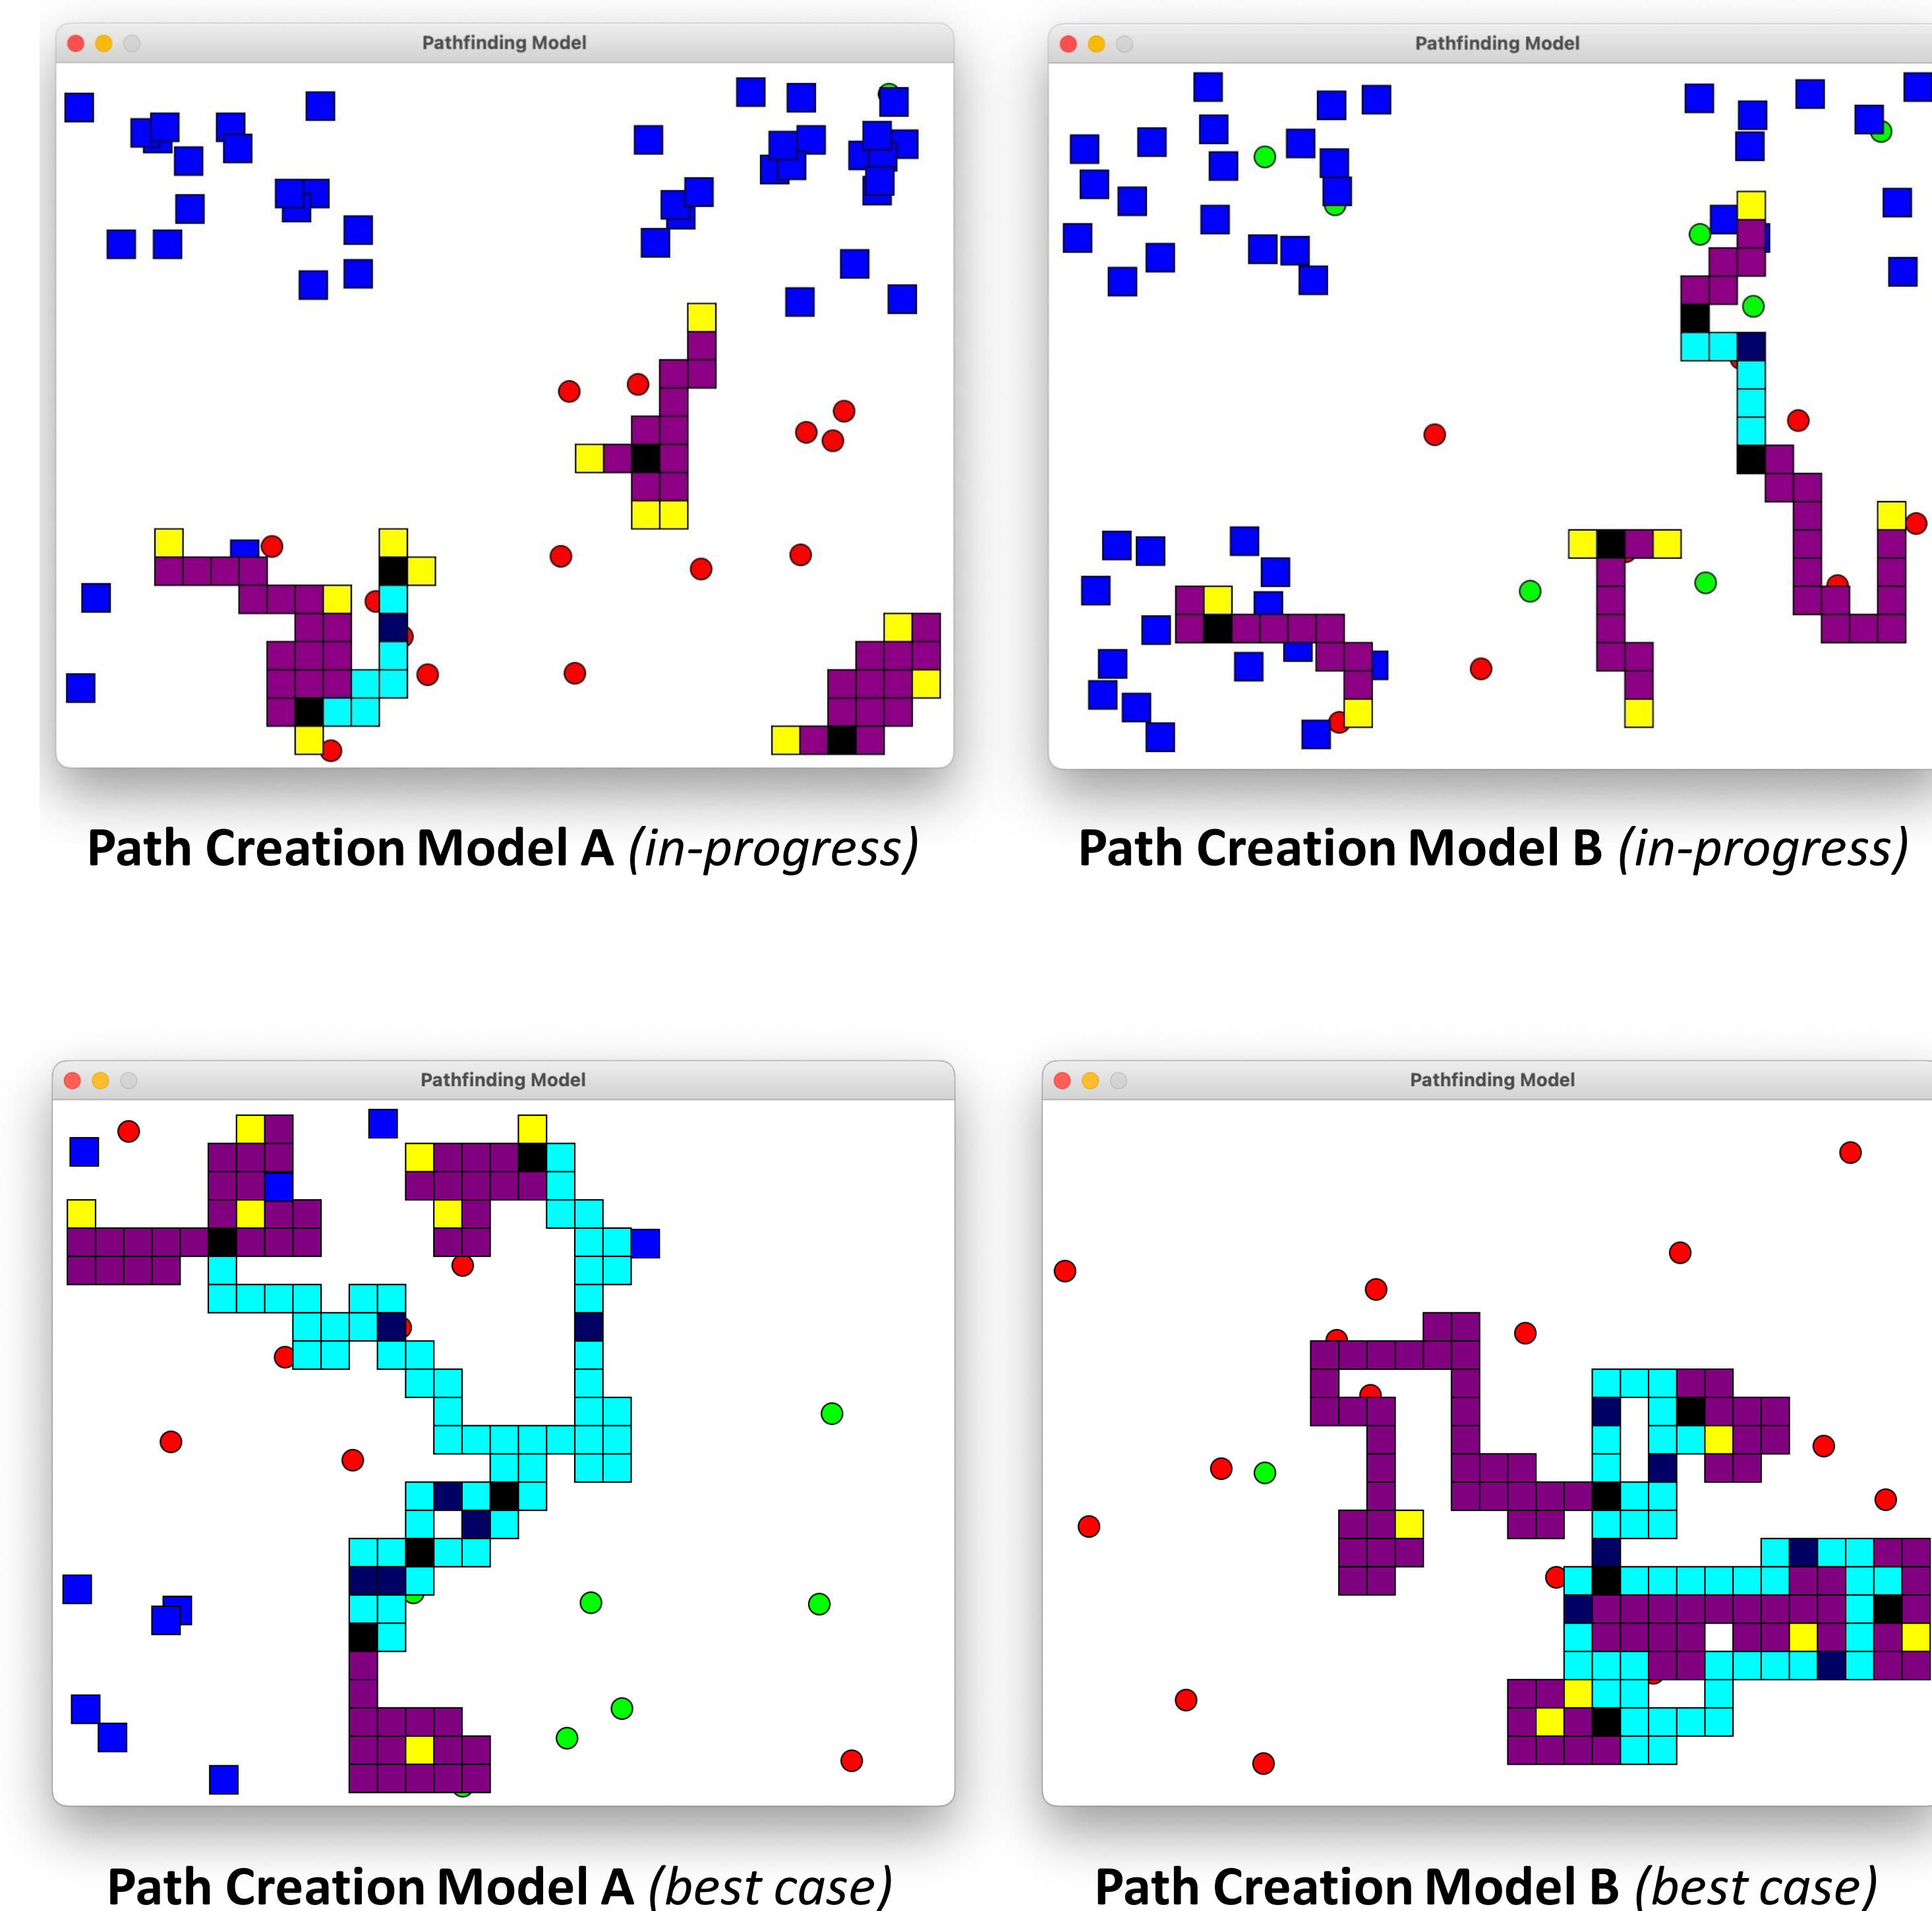 Pathfinding Model
Pathfinding Model
Path Creation Model A (in-progress)
Path Creation Model B (in-progress)
Pathfinding Model
Pathfinding Model
Path Creation Model A (best case)
Path Creation Model B (best case)